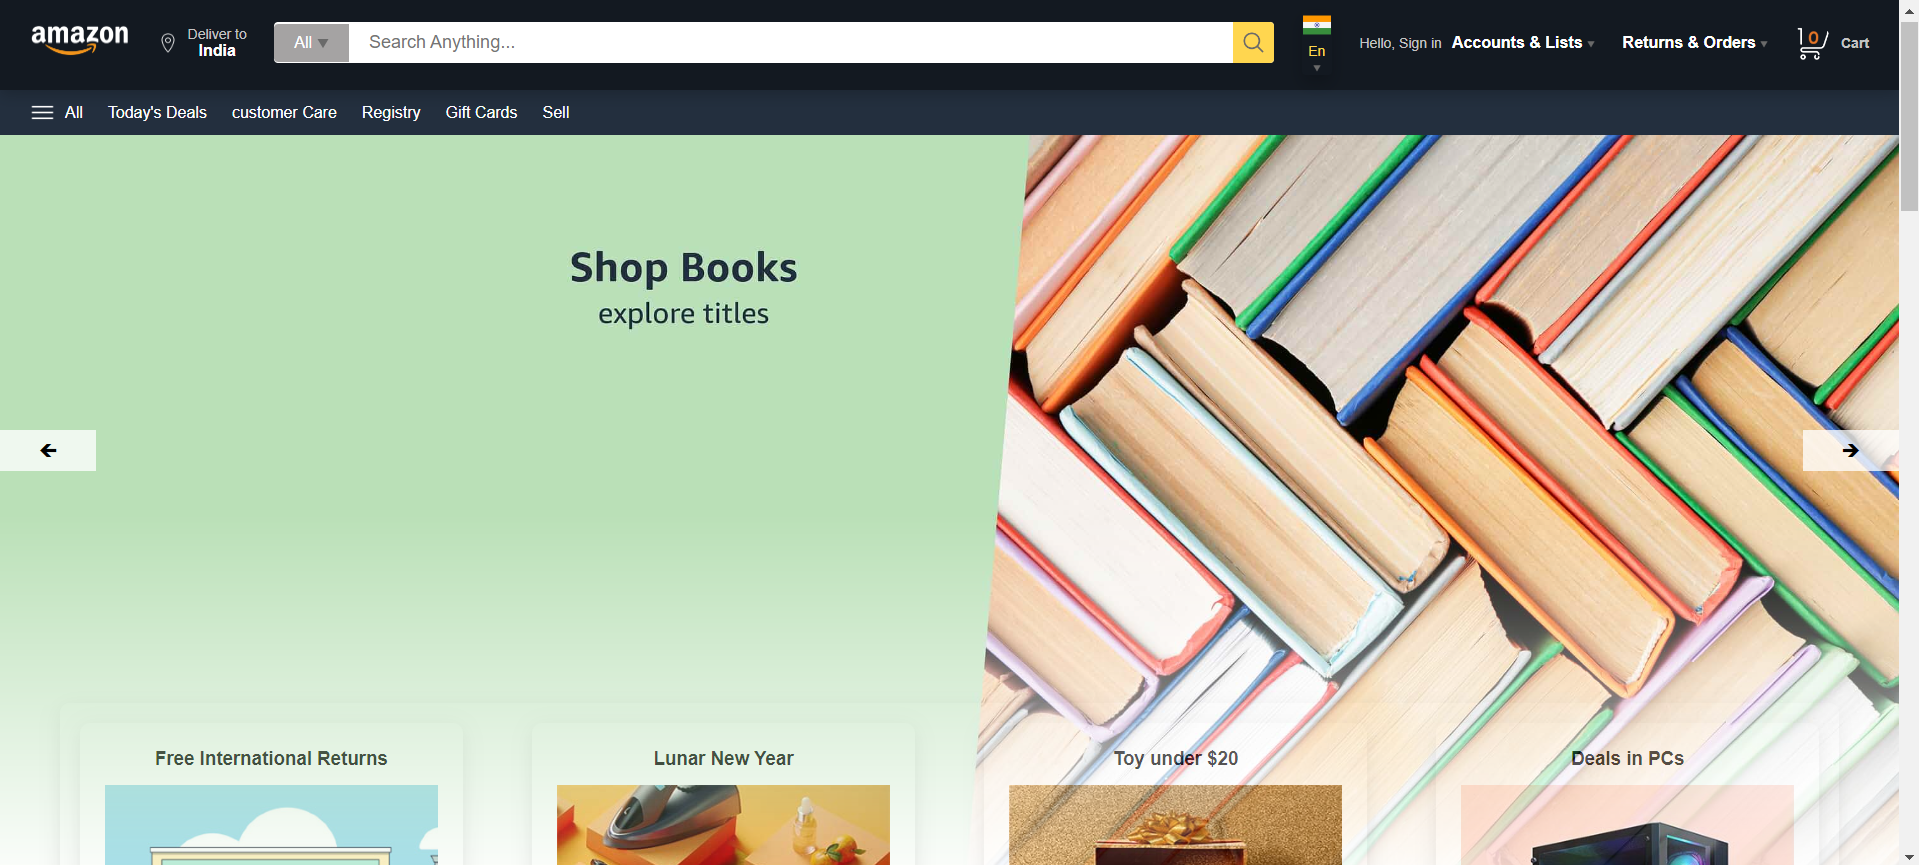 amazon
Deliver to
India
All
Search Anything...
En
Hello, Sign in
Accounts & Lists
Returns & Orders
0
Cart
All
Today's Deals
customer Care
Registry
Gift Cards
Sell
Shop Books
explore titles
Free International Returns
Lunar New Year
Toy under $20
Deals in PCs